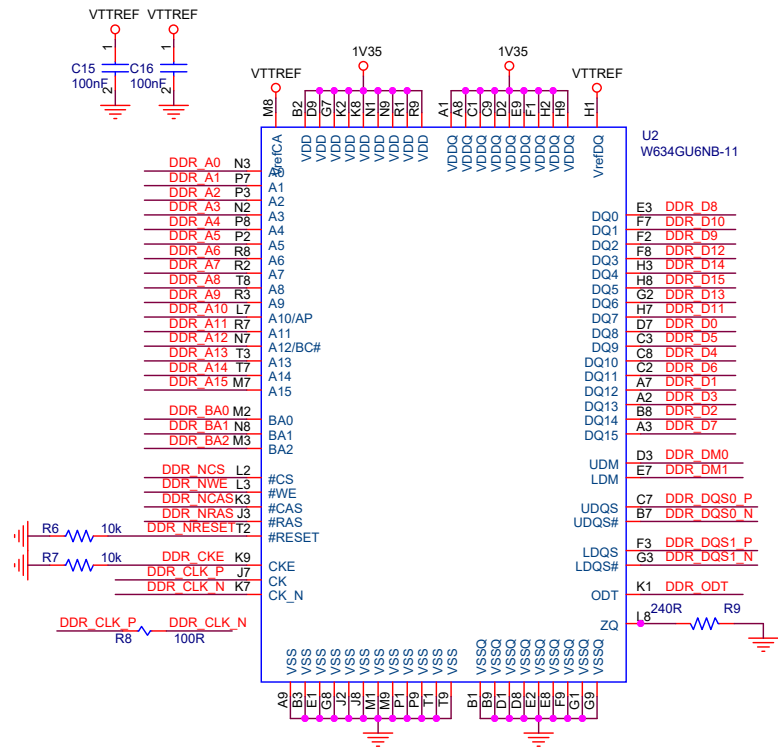 VTTREF VTTREF
1 1
C15 C16
100nF 100nF
2 2
VTTREF 1V35 1V35 VTTREF
M8 B2 D9 G7 K2 K8 N1 N9 R1 R9 A1 A8 C1 C9 D2 E9 F1 H2 H9 H1
U2
W634GU6NB-11
VrefCA VDD VDD VDD VDD VDD VDD VDD VDD VDD VDDQ VDDQ VDDQ VDDQ VDDQ VDDQ VDDQ VDDQ VDDQ VrefDQ
DDR_A0 N3 A0
DDR_A1 P7 A1
DDR_A2 P3 A2
DDR_A3 N2 A3
DDR_A4 P8 A4
DDR_A5 P2 A5
DDR_A6 R8 A6
DDR_A7 R2 A7
DDR_A8 T8 A8
DDR_A9 R3 A9
DDR_A10 L7 A10/AP
DDR_A11 R7 A11
DDR_A12 N7 A12/BC#
DDR_A13 T3 A13
DDR_A14 T7 A14
DDR_A15 M7 A15
DDR_BA0 M2 BA0
DDR_BA1 N8 BA1
DDR_BA2 M3 BA2
DDR_NCS L2 #CS
DDR_NWE L3 #WE
DDR_NCAS K3 #CAS
DDR_NRAS J3 #RAS
R6 10k DDR_NRESET T2 #RESET
R7 10k DDR_CKE K9 CKE
DDR_CLK_P J7 CK
DDR_CLK_N K7 CK_N
DDR_CLK_P DDR_CLK_N
R8 100R
DQ0 E3 DDR_D8
DQ1 F7 DDR_D10
DQ2 F2 DDR_D9
DQ3 F8 DDR_D12
DQ4 H3 DDR_D14
DQ5 H8 DDR_D15
DQ6 G2 DDR_D13
DQ7 H7 DDR_D11
DQ8 D7 DDR_D0
DQ9 C3 DDR_D5
DQ10 C8 DDR_D4
DQ11 C2 DDR_D6
DQ12 A7 DDR_D1
DQ13 A2 DDR_D3
DQ14 B8 DDR_D2
DQ15 A3 DDR_D7
UDM D3 DDR_DM0
LDM E7 DDR_DM1
UDQS C7 DDR_DQS0_P
UDQS# B7 DDR_DQS0_N
LDQS F3 DDR_DQS1_P
LDQS# G3 DDR_DQS1_N
ODT K1 DDR_ODT
ZQ L8 240R R9
VSS VSS VSS VSS VSS VSS VSS VSS VSS VSS VSS VSS VSSQ VSSQ VSSQ VSSQ VSSQ VSSQ VSSQ VSSQ VSSQ
A9 B3 E1 G8 J2 J8 M1 M9 P1 P9 T1 T9 B1 B9 D1 D8 E2 E8 F9 G1 G9